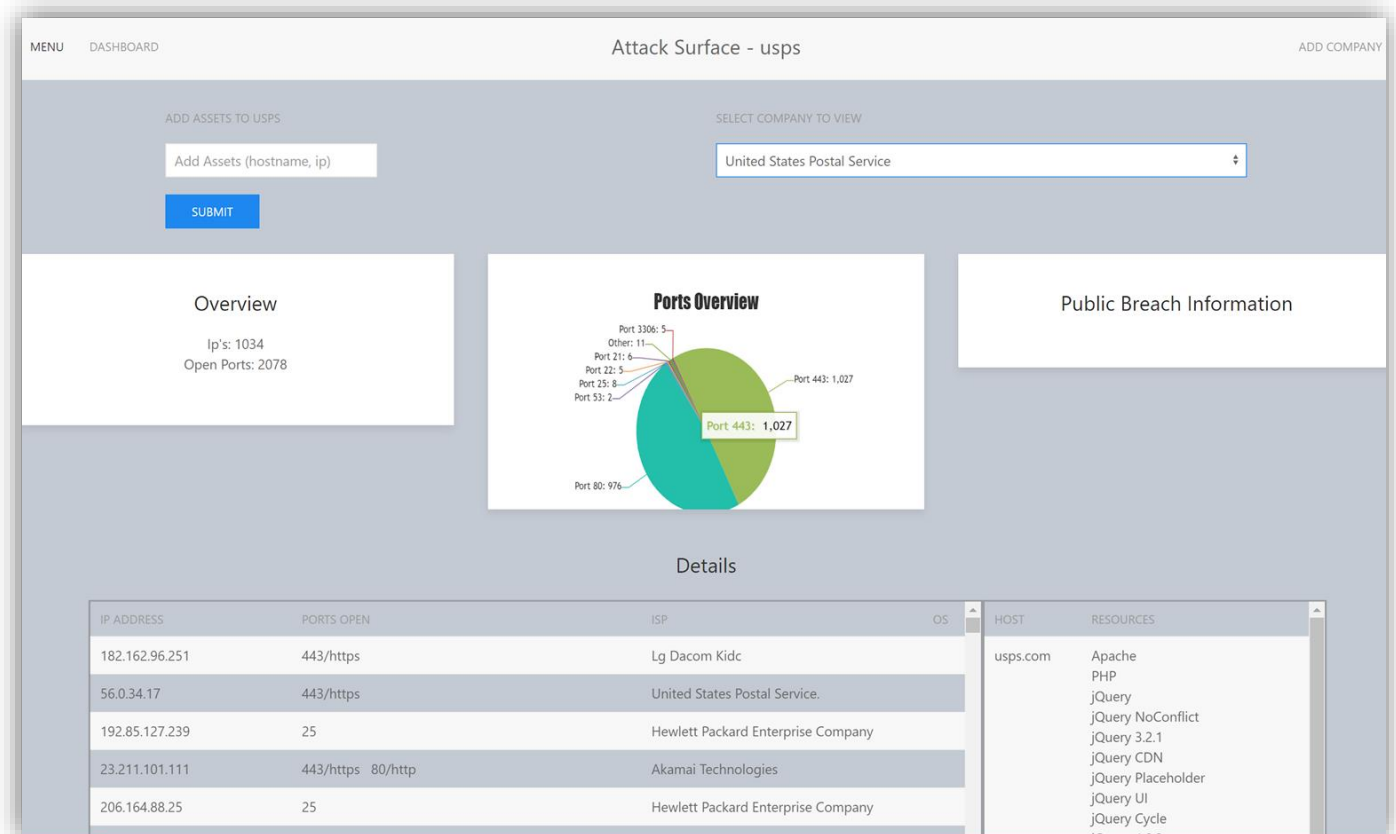 MENU DASHBOARD Attack Surface - usps ADD COMPANY
ADD ASSETS TO USPS
Add Assets (hostname, ip)
SUBMIT
SELECT COMPANY TO VIEW
United States Postal Service
Overview
Ip's: 1034
Open Ports: 2078
Ports Overview
Port 3306: 5
Other: 11
Port 21: 6
Port 22: 5
Port 25: 8
Port 53: 2
Port 443: 1,027
Port 443: 1,027
Port 80: 976
Public Breach Information
Details
IP ADDRESS PORTS OPEN ISP OS
182.162.96.251 443/https Lg Dacom Kidc
56.0.34.17 443/https United States Postal Service.
192.85.127.239 25 Hewlett Packard Enterprise Company
23.211.101.111 443/https 80/http Akamai Technologies
206.164.88.25 25 Hewlett Packard Enterprise Company
HOST RESOURCES
usps.com Apache
PHP
jQuery
jQuery NoConflict
jQuery 3.2.1
jQuery CDN
jQuery Placeholder
jQuery UI
jQuery Cycle